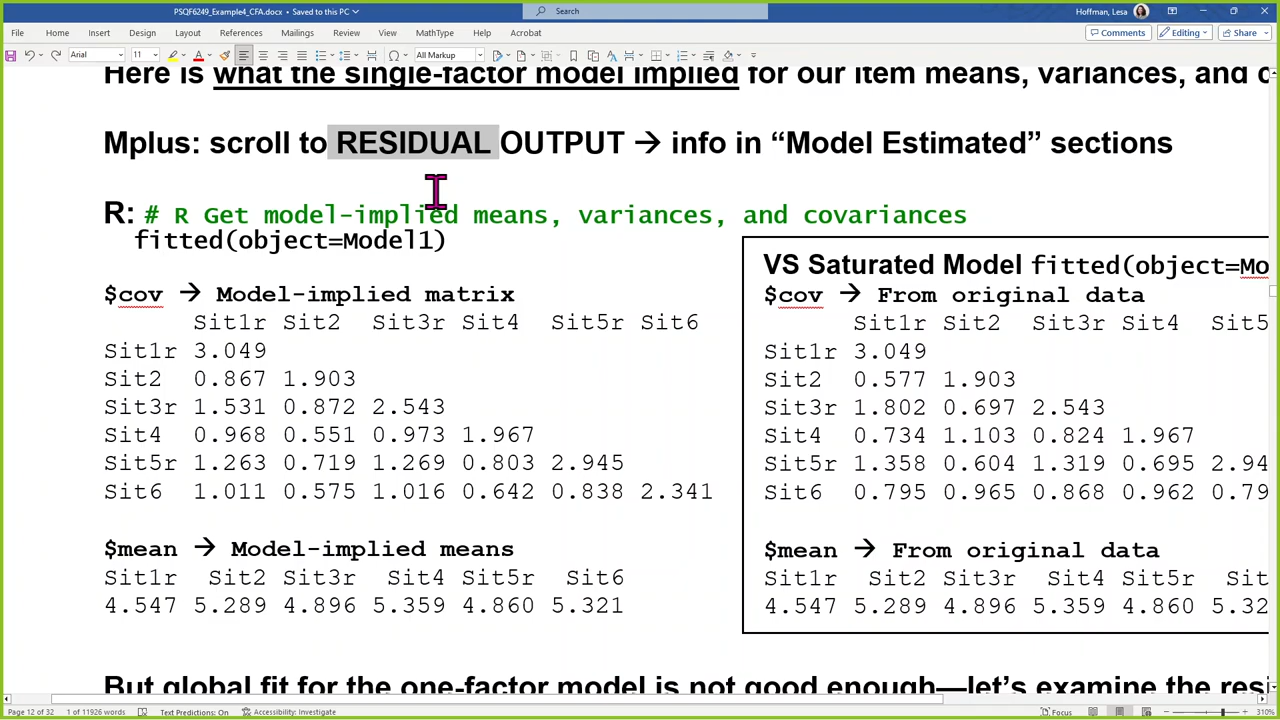 PSQF6249_Example4_CFA.docx • Saved to this PC
Search
Hoffman, Lesa
File Home Insert Design Layout References Mailings Review View MathType Help Acrobat
Comments Editing Share
Arial 11 All Markup
Here is what the single-factor model implied for our item means, variances, and c
Mplus: scroll to RESIDUAL OUTPUT → info in “Model Estimated” sections
R: # R Get model-implied means, variances, and covariances
fitted(object=Model1)
$cov → Model-implied matrix
Sit1r Sit2 Sit3r Sit4 Sit5r Sit6
Sit1r 3.049
Sit2 0.867 1.903
Sit3r 1.531 0.872 2.543
Sit4 0.968 0.551 0.973 1.967
Sit5r 1.263 0.719 1.269 0.803 2.945
Sit6 1.011 0.575 1.016 0.642 0.838 2.341
$mean → Model-implied means
Sit1r Sit2 Sit3r Sit4 Sit5r Sit6
4.547 5.289 4.896 5.359 4.860 5.321
VS Saturated Model fitted(object=Mo
$cov → From original data
Sit1r Sit2 Sit3r Sit4 Sit5
Sit1r 3.049
Sit2 0.577 1.903
Sit3r 1.802 0.697 2.543
Sit4 0.734 1.103 0.824 1.967
Sit5r 1.358 0.604 1.319 0.695 2.94
Sit6 0.795 0.965 0.868 0.962 0.79
$mean → From original data
Sit1r Sit2 Sit3r Sit4 Sit5r Sit
4.547 5.289 4.896 5.359 4.860 5.32
But global fit for the one-factor model is not good enough—let’s examine the resi
Page 12 of 32 1 of 11926 words Text Predictions: On Accessibility: Investigate Focus 310%